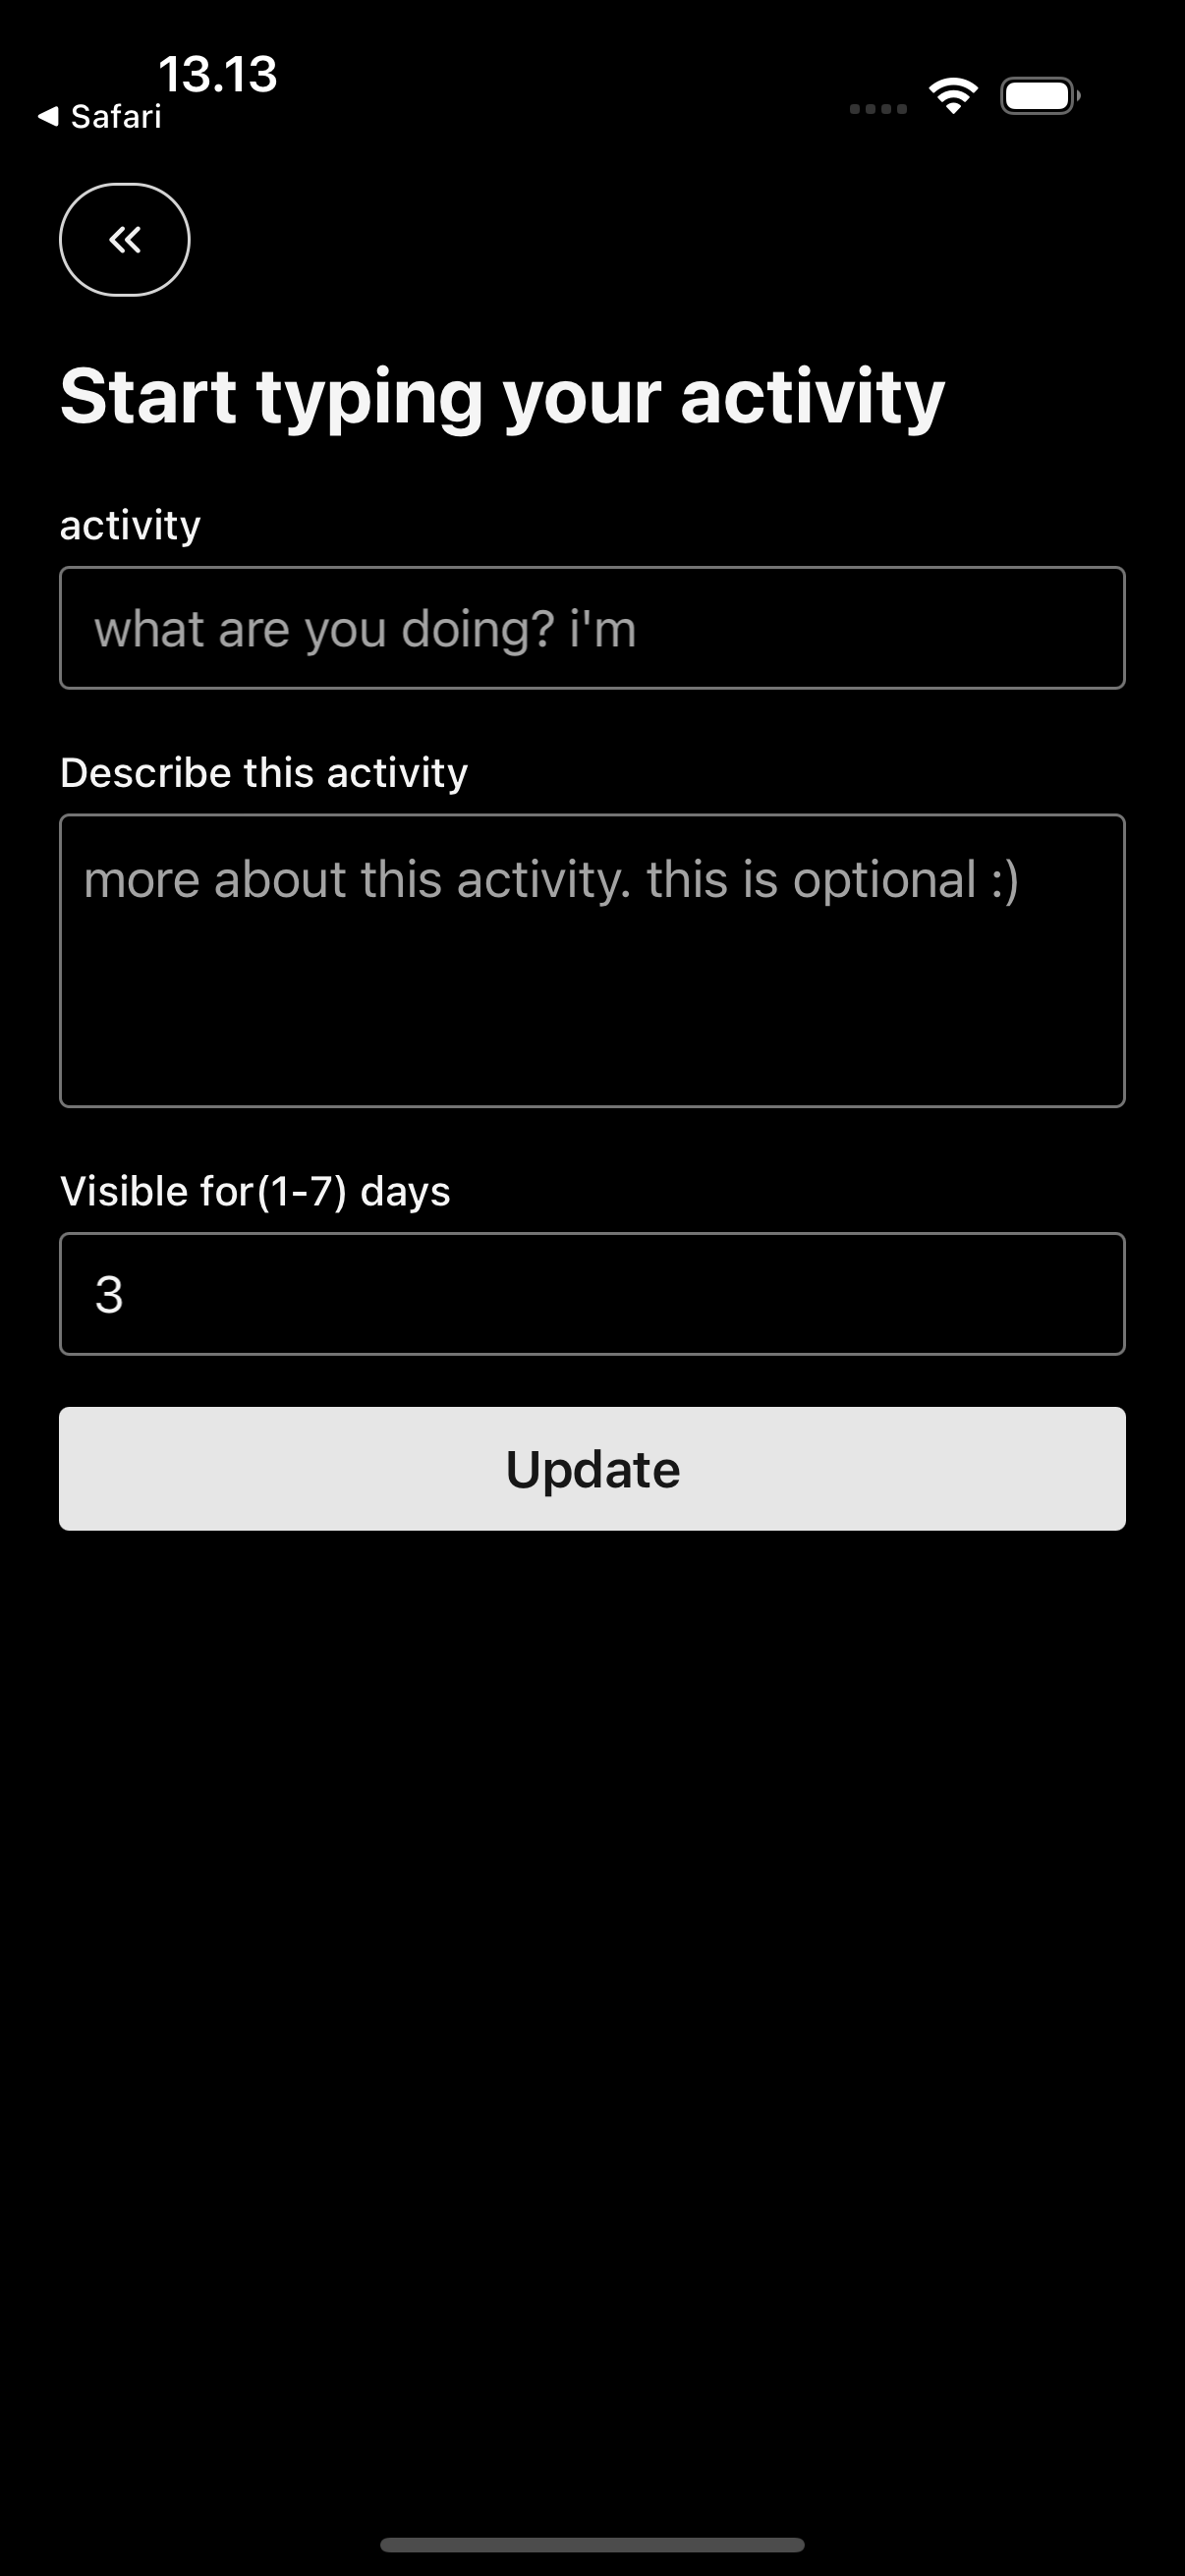 13.13
Safari
Start typing your activity
activity
what are you doing? i'm
Describe this activity
more about this activity. this is optional :)
Visible for(1-7) days
3
Update